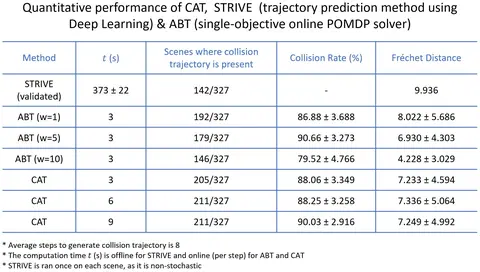 Quantitative performance of CAT, STRIVE (trajectory prediction method using
Deep Learning) & ABT (single-objective online POMDP solver)
Method t (s) Scenes where collision trajectory is present Collision Rate (%) Fréchet Distance
STRIVE (validated) 373 ± 22 142/327 - 9.936
ABT (w=1) 3 192/327 86.88 ± 3.688 8.022 ± 5.686
ABT (w=5) 3 179/327 90.66 ± 3.273 6.930 ± 4.303
ABT (w=10) 3 146/327 79.52 ± 4.766 4.228 ± 3.029
CAT 3 205/327 88.06 ± 3.349 7.233 ± 4.594
CAT 6 211/327 88.25 ± 3.258 7.336 ± 5.064
CAT 9 211/327 90.03 ± 2.916 7.249 ± 4.992
* Average steps to generate collision trajectory is 8
* The computation time t (s) is offline for STRIVE and online (per step) for ABT and CAT
* STRIVE is ran once on each scene, as it is non-stochastic